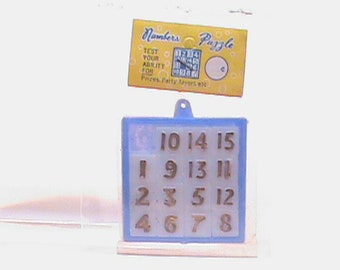 Numbers Puzzle
TEST
YOUR
ABILITY
FOR
Prizes, Party favors, etc
10 14 15
1 9 13 11
2 3 5 12
4 6 7 8